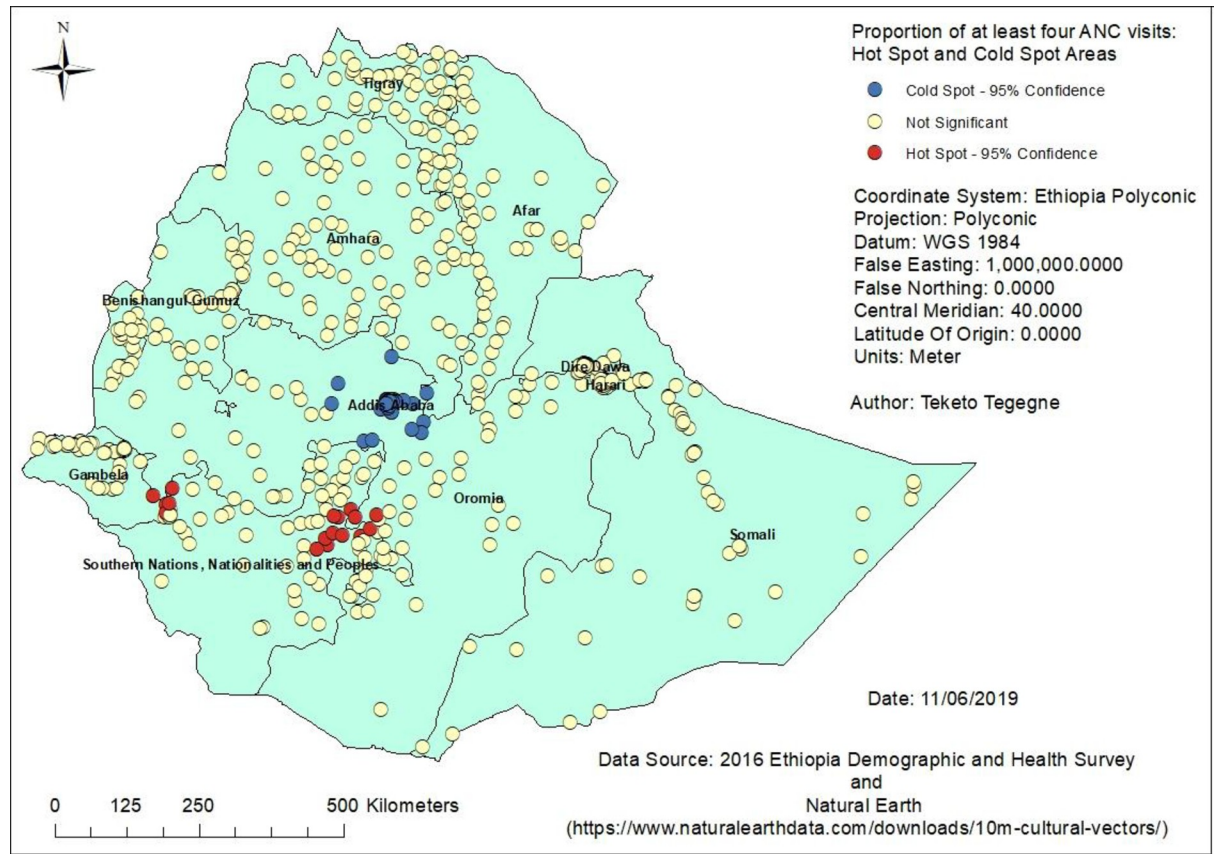 N
Proportion of at least four ANC visits:
Hot Spot and Cold Spot Areas
Cold Spot - 95% Confidence
Not Significant
Hot Spot - 95% Confidence
Coordinate System: Ethiopia Polyconic
Projection: Polyconic
Datum: WGS 1984
False Easting: 1,000,000.0000
False Northing: 0.0000
Central Meridian: 40.0000
Latitude Of Origin: 0.0000
Units: Meter
Author: Teketo Tegegne
Tigray
Afar
Amhara
Benishangul Gumuz
Dire Dawa
Harari
Addis Ababa
Gambela
Oromia
Somali
Southern Nations, Nationalities and Peoples
Date: 11/06/2019
Data Source: 2016 Ethiopia Demographic and Health Survey
and
Natural Earth
(https://www.naturalearthdata.com/downloads/10m-cultural-vectors/)
0 125 250 500 Kilometers